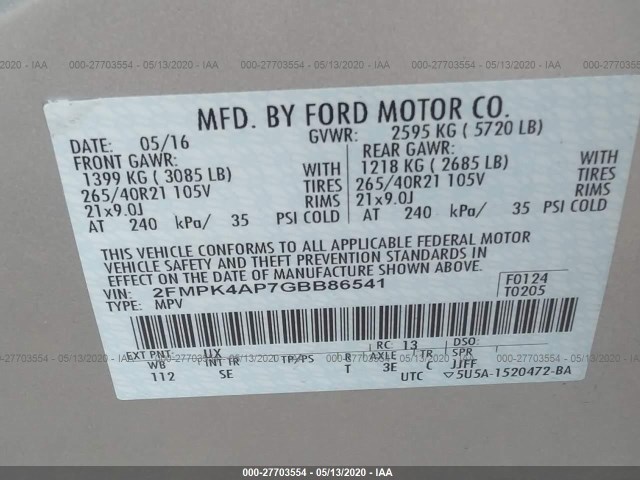 000-27703554 - 05/13/2020 - IAA
MFD. BY FORD MOTOR CO.
DATE: 05/16 GVWR: 2595 KG ( 5720 LB)
FRONT GAWR: REAR GAWR:
1399 KG ( 3085 LB) WITH 1218 KG ( 2685 LB) WITH
265/40R21 105V TIRES 265/40R21 105V TIRES
21x9.0J RIMS 21x9.0J RIMS
AT 240 kPa/ 35 PSI COLD AT 240 kPa/ 35 PSI COLD
THIS VEHICLE CONFORMS TO ALL APPLICABLE FEDERAL MOTOR
VEHICLE SAFETY AND THEFT PREVENTION STANDARDS IN EFFECT
ON THE DATE OF MANUFACTURE SHOWN ABOVE.
VIN: 2FMPK4AP7GBB86541 F0124
TYPE: MPV T0205
EXT PNT: UX RC: 13 DSO:
WB INT TR TP/PS R AXLE TR SPR
112 SE T 3E C JJFF
UTC ▽5U5A-1520472-BA
000-27703554 - 05/13/2020 - IAA